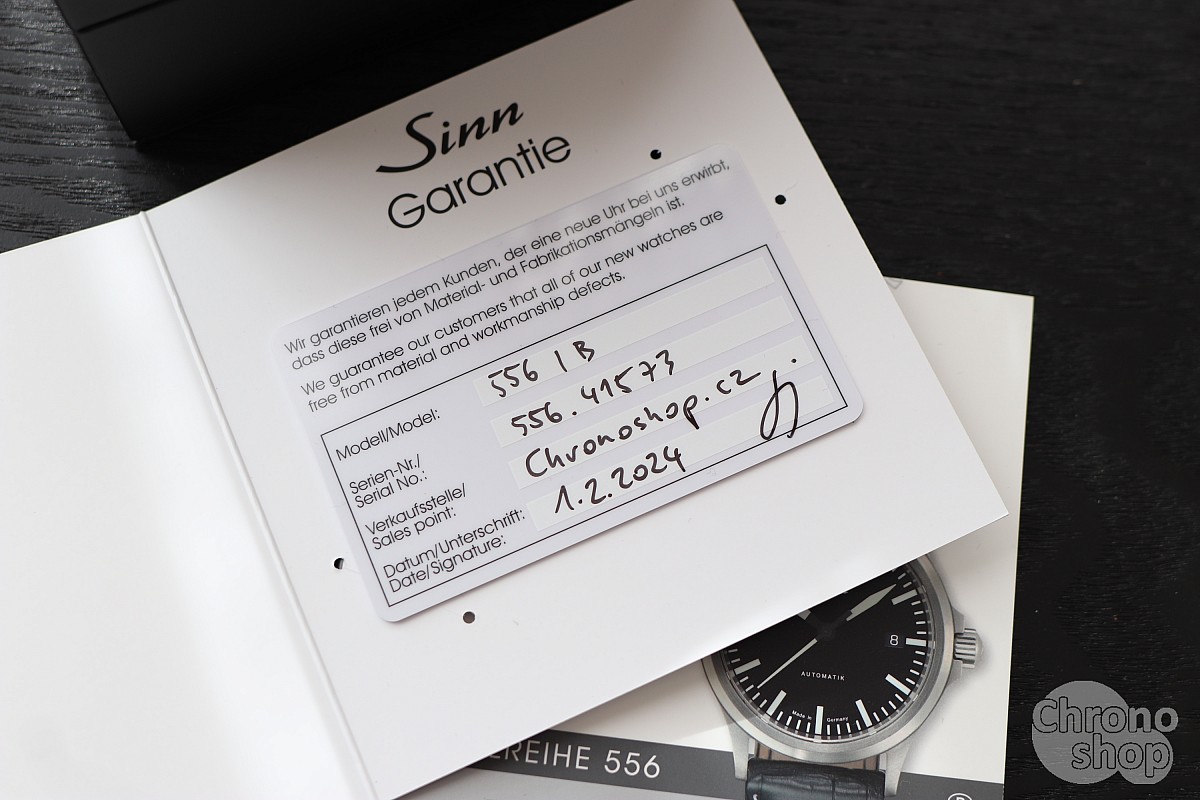 Sinn
Garantie
Wir garantieren jedem Kunden, der eine neue Uhr bei uns erwirbt,
dass diese frei von Material- und Fabrikationsmängeln ist.
We guarantee our customers that all of our new watches are
free from material and workmanship defects.
Modell/Model: 556 I B
Serien-Nr./
Serial No.: 556.41573
Verkaufsstelle/
Sales point: Chronoshop.cz
Datum/Unterschrift:
Date/Signature: 1.2.2024
8
AUTOMATIK
Made in Germany
REIHE 556
®
Chrono
shop